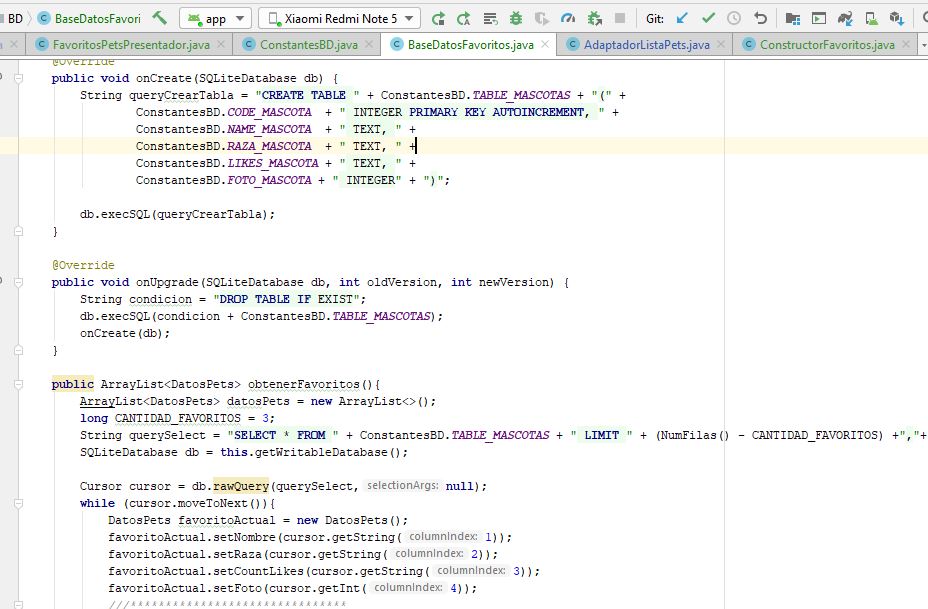 BD BaseDatosFavori app Xiaomi Redmi Note 5 Git:
FavoritosPetsPresentador.java ConstantesBD.java BaseDatosFavoritos.java AdaptadorListaPets.java ConstructorFavoritos.java
@Override
public void onCreate(SQLiteDatabase db) {
String queryCrearTabla = "CREATE TABLE " + ConstantesBD.TABLE_MASCOTAS + "(" +
ConstantesBD.CODE_MASCOTA + " INTEGER PRIMARY KEY AUTOINCREMENT, " +
ConstantesBD.NAME_MASCOTA + " TEXT, " +
ConstantesBD.RAZA_MASCOTA + " TEXT, " +
ConstantesBD.LIKES_MASCOTA + " TEXT, " +
ConstantesBD.FOTO_MASCOTA + " INTEGER" + ")";
db.execSQL(queryCrearTabla);
}
@Override
public void onUpgrade(SQLiteDatabase db, int oldVersion, int newVersion) {
String condicion = "DROP TABLE IF EXIST";
db.execSQL(condicion + ConstantesBD.TABLE_MASCOTAS);
onCreate(db);
}
public ArrayList<DatosPets> obtenerFavoritos(){
ArrayList<DatosPets> datosPets = new ArrayList<>();
long CANTIDAD_FAVORITOS = 3;
String querySelect = "SELECT * FROM " + ConstantesBD.TABLE_MASCOTAS + " LIMIT " + (NumFilas() - CANTIDAD_FAVORITOS) +","+
SQLiteDatabase db = this.getWritableDatabase();
Cursor cursor = db.rawQuery(querySelect, selectionArgs: null);
while (cursor.moveToNext()){
DatosPets favoritoActual = new DatosPets();
favoritoActual.setNombre(cursor.getString( columnIndex: 1));
favoritoActual.setRaza(cursor.getString( columnIndex: 2));
favoritoActual.setCountLikes(cursor.getString( columnIndex: 3));
favoritoActual.setFoto(cursor.getInt( columnIndex: 4));
///*******************************